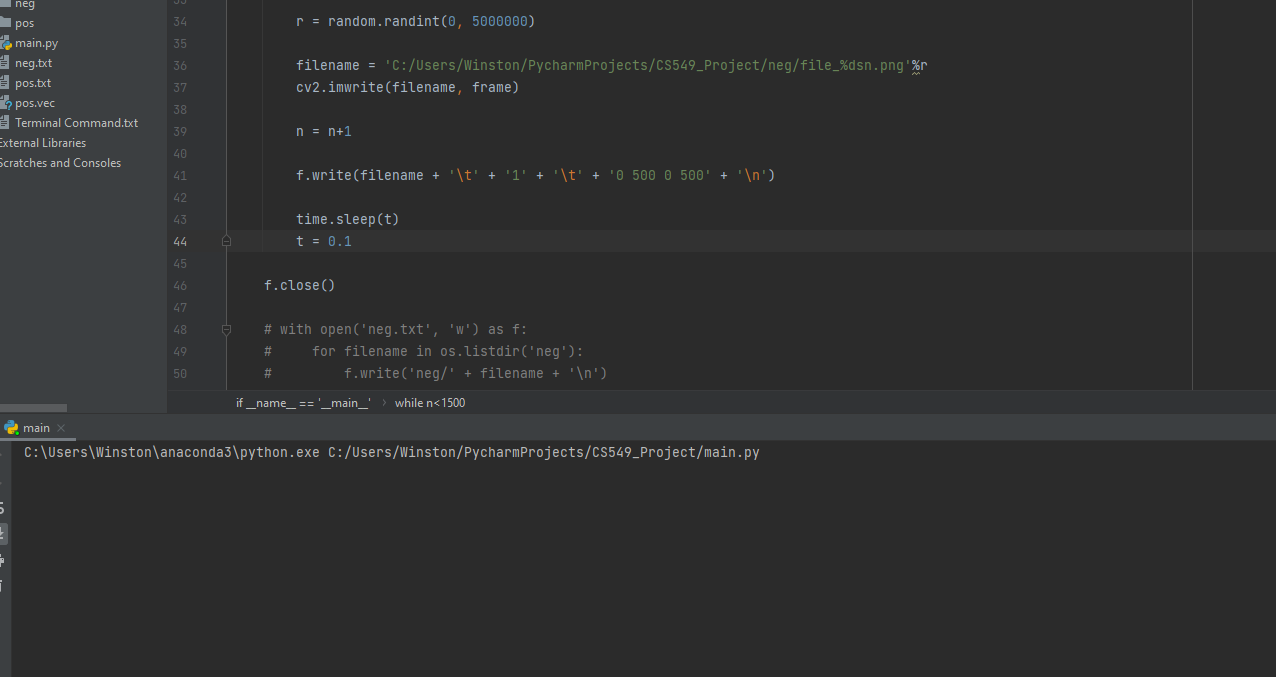 neg
pos
main.py
neg.txt
pos.txt
pos.vec
Terminal Command.txt
External Libraries
Scratches and Consoles
33
34 r = random.randint(0, 5000000)
35
36 filename = 'C:/Users/Winston/PycharmProjects/CS549_Project/neg/file_%dsn.png'%r
37 cv2.imwrite(filename, frame)
38
39 n = n+1
40
41 f.write(filename + '\t' + '1' + '\t' + '0 500 0 500' + '\n')
42
43 time.sleep(t)
44 t = 0.1
45
46 f.close()
47
48 # with open('neg.txt', 'w') as f:
49 #     for filename in os.listdir('neg'):
50 #         f.write('neg/' + filename + '\n')
if __name__ == '__main__' › while n<1500
main ×
C:\Users\Winston\anaconda3\python.exe C:/Users/Winston/PycharmProjects/CS549_Project/main.py